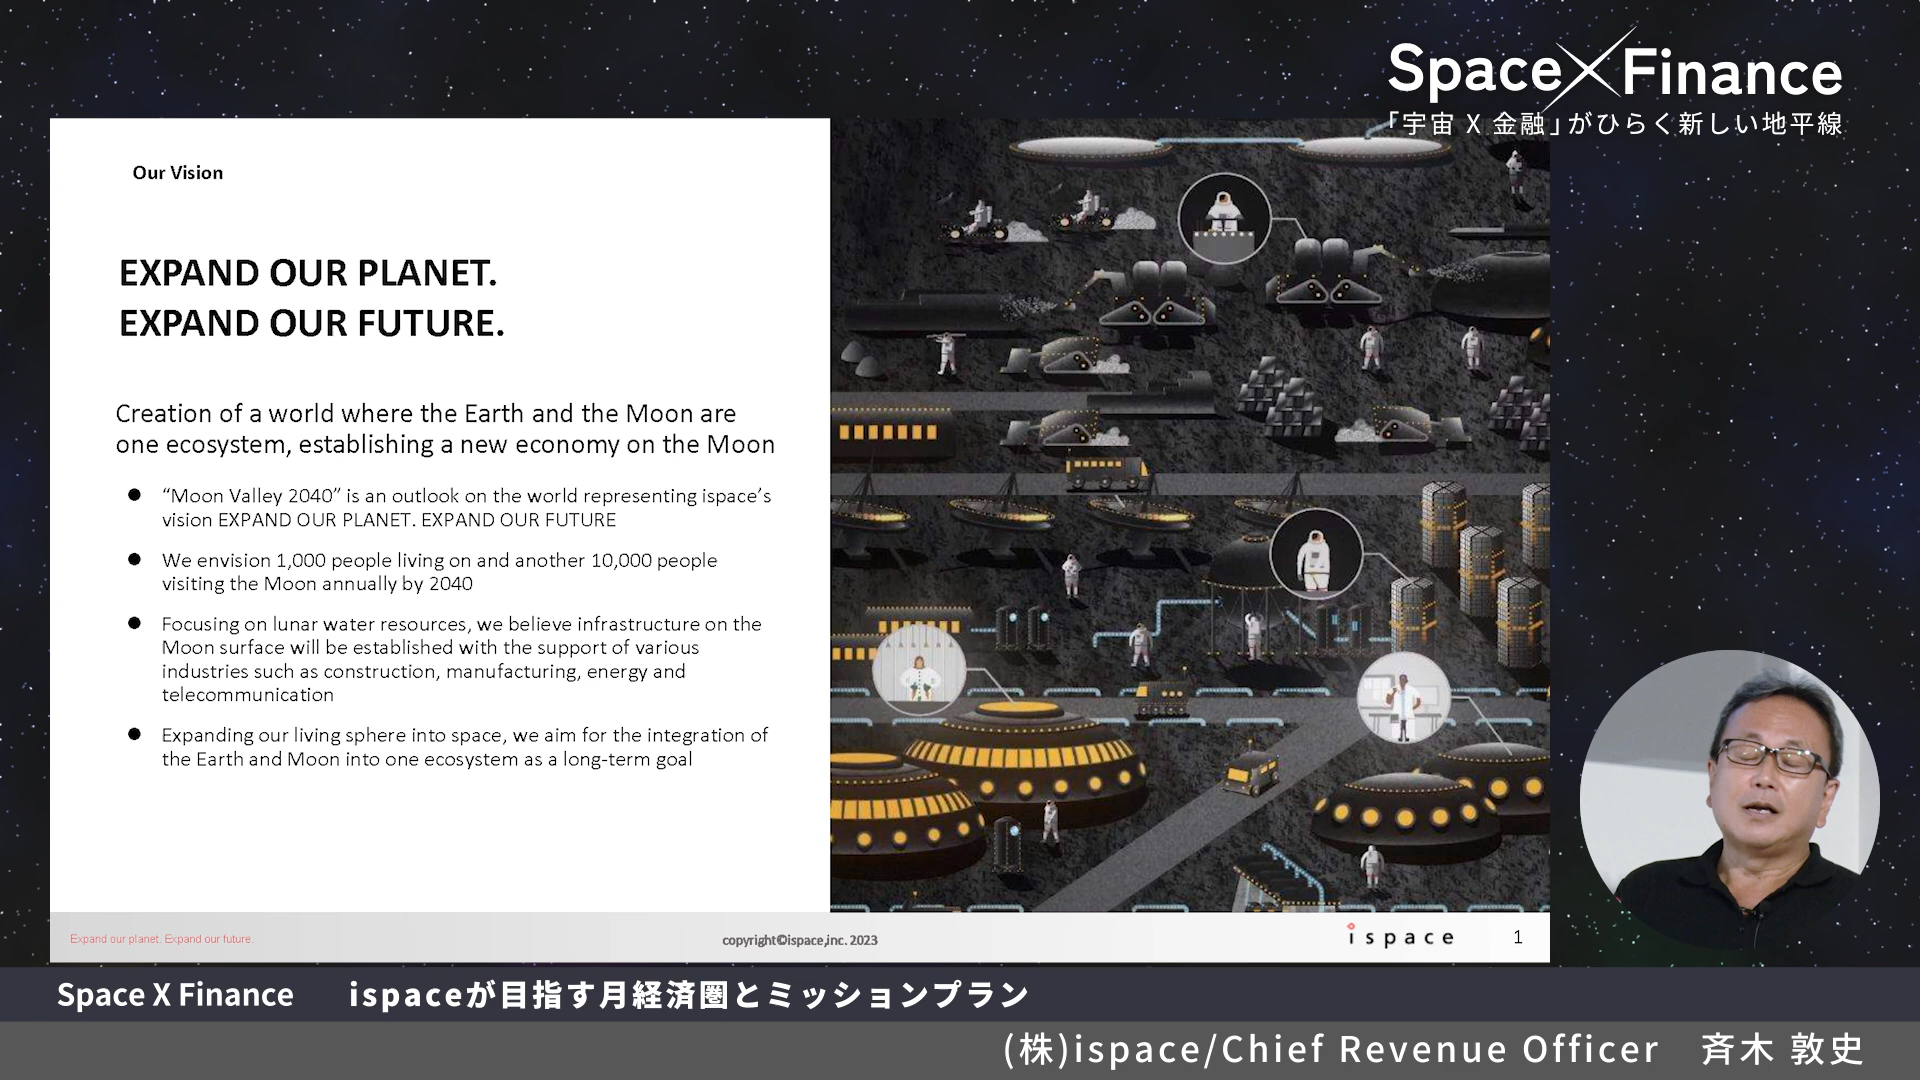 Space X Finance
「宇宙 X 金融」がひらく新しい地平線
Our Vision
EXPAND OUR PLANET.
EXPAND OUR FUTURE.
Creation of a world where the Earth and the Moon are
one ecosystem, establishing a new economy on the Moon
● “Moon Valley 2040” is an outlook on the world representing ispace’s
vision EXPAND OUR PLANET. EXPAND OUR FUTURE
● We envision 1,000 people living on and another 10,000 people
visiting the Moon annually by 2040
● Focusing on lunar water resources, we believe infrastructure on the
Moon surface will be established with the support of various
industries such as construction, manufacturing, energy and
telecommunication
● Expanding our living sphere into space, we aim for the integration of
the Earth and Moon into one ecosystem as a long-term goal
Expand our planet. Expand our future.
copyright©ispace,inc. 2023
ispace
1
Space X Finance ispaceが目指す月経済圏とミッションプラン
(株)ispace/Chief Revenue Officer 斉木 敦史